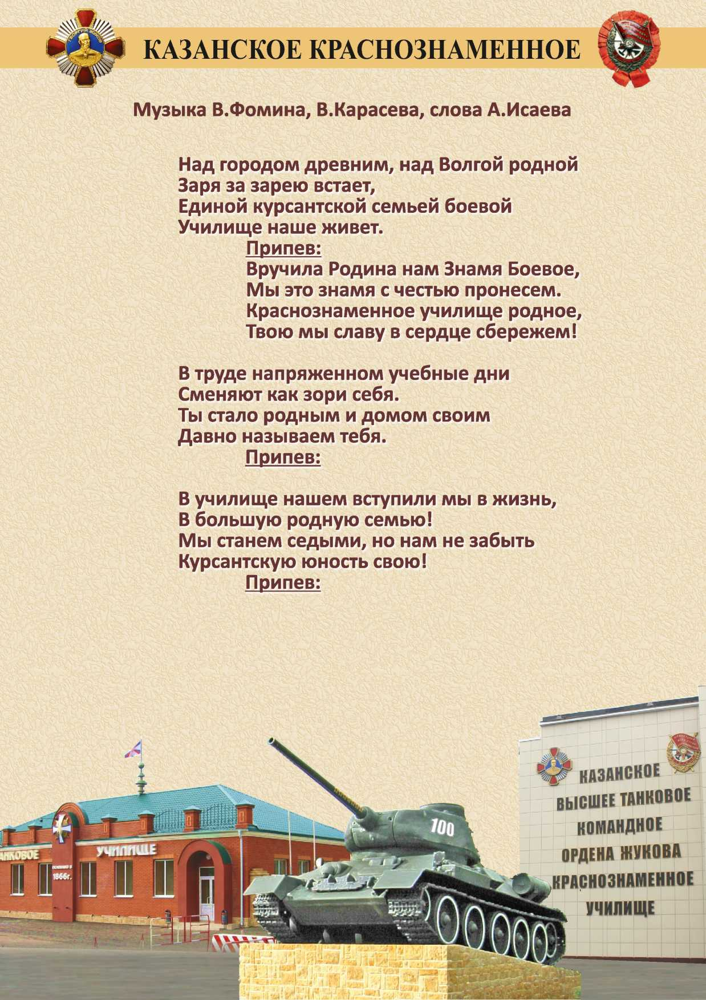 КАЗАНСКОЕ КРАСНОЗНАМЕННОЕ
Музыка В.Фомина, В.Карасева, слова А.Исаева
Над городом древним, над Волгой родной
Заря за зарею встает,
Единой курсантской семьей боевой
Училище наше живет.
Припев:
Вручила Родина нам Знамя Боевое,
Мы это знамя с честью пронесем.
Краснознаменное училище родное,
Твою мы славу в сердце сбережем!
В труде напряженном учебные дни
Сменяют как зори себя.
Ты стало родным и домом своим
Давно называем тебя.
Припев:
В училище нашем вступили мы в жизнь,
В большую родную семью!
Мы станем седыми, но нам не забыть
Курсантскую юность свою!
Припев:
ГЕОРГИЙ ЖУКОВ
АНКОВОЕ
УЧИЛИЩЕ
ОСНОВАНО В
1866г.
100
КАЗАНСКОЕ
ВЫСШЕЕ ТАНКОВОЕ
КОМАНДНОЕ
ОРДЕНА ЖУКОВА
КРАСНОЗНАМЕННОЕ
УЧИЛИЩЕ